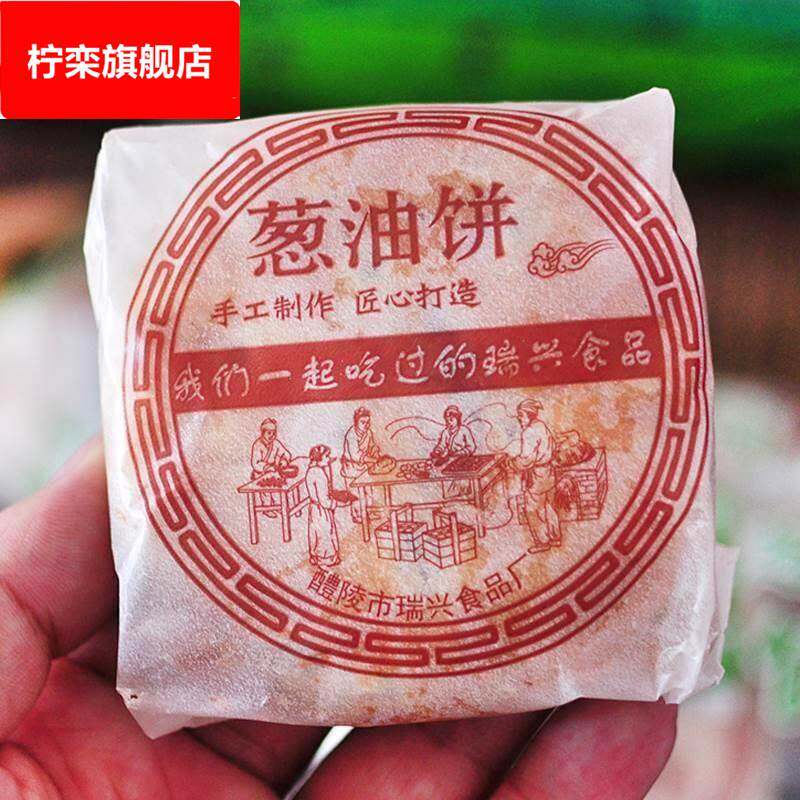 柠栾旗舰店
葱油饼
手工制作 匠心打造
我们一起吃过的瑞兴食品
醴陵市瑞兴食品厂